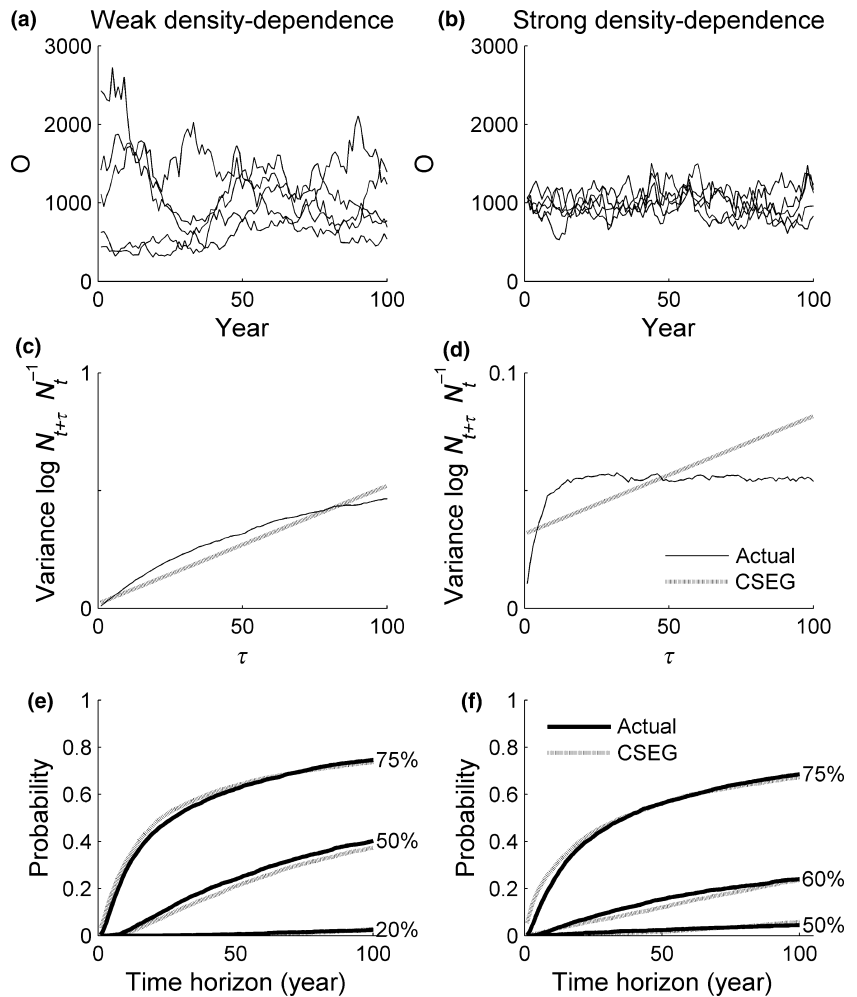 (a) Weak density-dependence
(b) Strong density-dependence
3000
2000
1000
0
O
0 50 100
Year
3000
2000
1000
0
O
0 50 100
Year
(c)
1
0
Variance log N_{t+τ} N_t^{−1}
0 50 100
τ
(d)
0.1
0
Variance log N_{t+τ} N_t^{−1}
Actual
CSEG
0 50 100
τ
(e)
1
0.8
0.6
0.4
0.2
0
Probability
75%
50%
20%
0 50 100
Time horizon (year)
(f)
1
0.8
0.6
0.4
0.2
0
Probability
Actual
CSEG
75%
60%
50%
0 50 100
Time horizon (year)